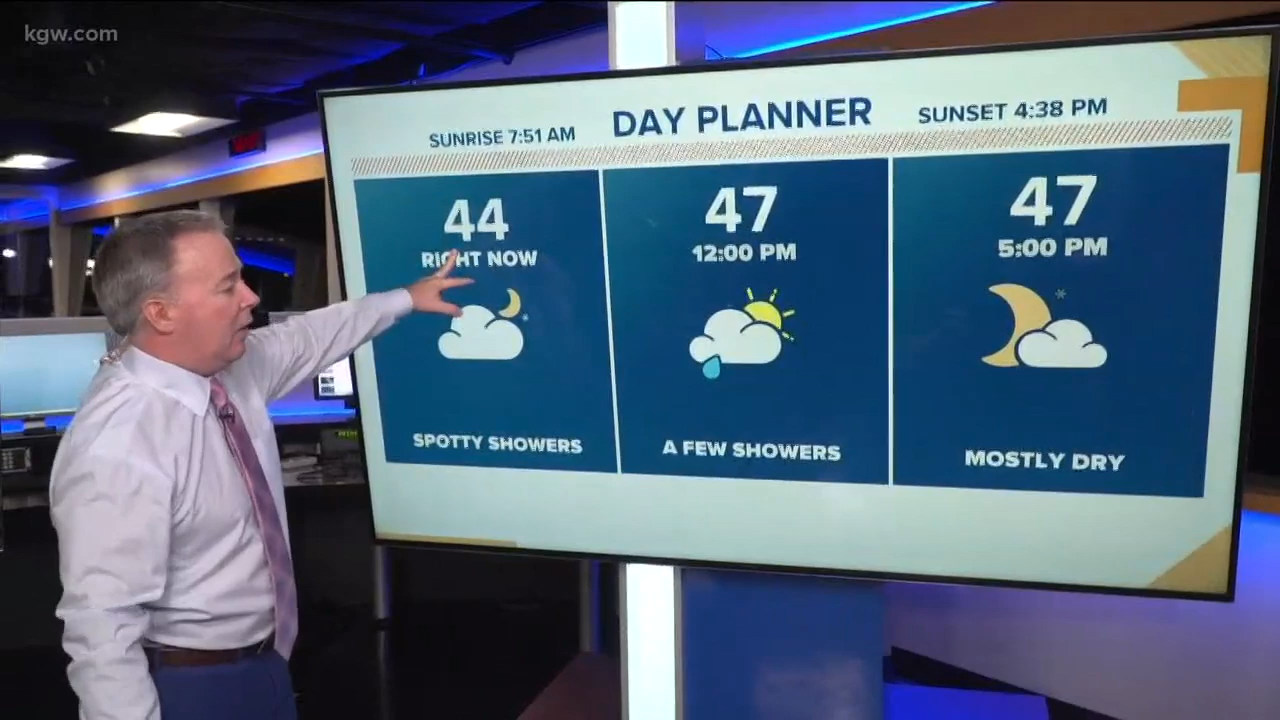 kgw.com
SUNRISE 7:51 AM
DAY PLANNER
SUNSET 4:38 PM
44
RIGHT NOW
SPOTTY SHOWERS
47
12:00 PM
A FEW SHOWERS
47
5:00 PM
MOSTLY DRY